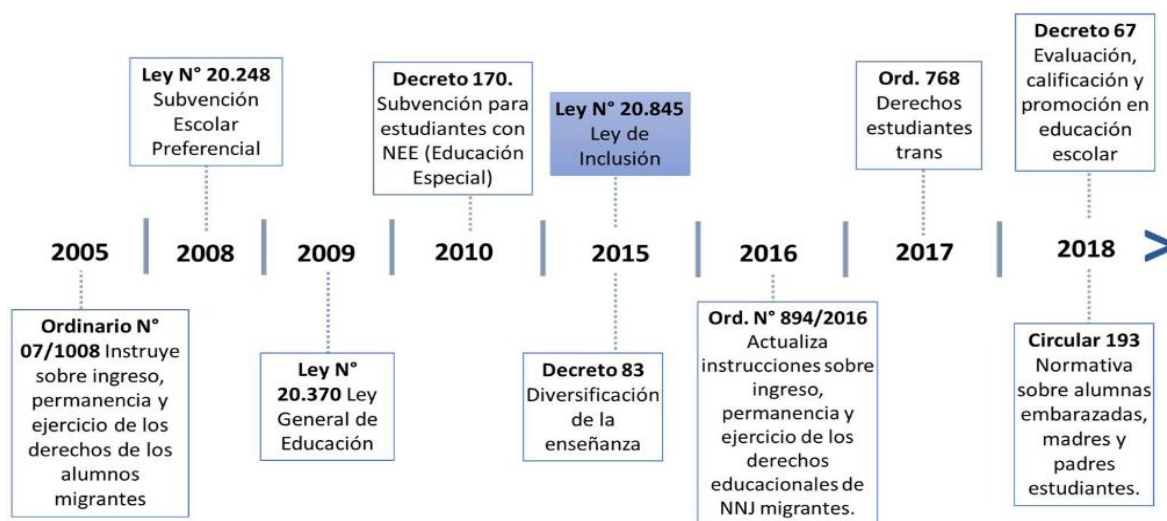 Ley N° 20.248
Subvención
Escolar
Preferencial
Decreto 170.
Subvención para
estudiantes con
NEE (Educación
Especial)
Ley N° 20.845
Ley de
Inclusión
Ord. 768
Derechos
estudiantes
trans
Decreto 67
Evaluación,
calificación y
promoción en
educación
escolar
2005
2008
2009
2010
2015
2016
2017
2018
Ordinario N°
07/1008 Instruye
sobre ingreso,
permanencia y
ejercicio de los
derechos de los
alumnos
migrantes
Ley N°
20.370 Ley
General de
Educación
Decreto 83
Diversificación
de la
enseñanza
Ord. N° 894/2016
Actualiza
instrucciones sobre
ingreso,
permanencia y
ejercicio de los
derechos
educacionales de
NNJ migrantes.
Circular 193
Normativa
sobre alumnas
embarazadas,
madres y
padres
estudiantes.